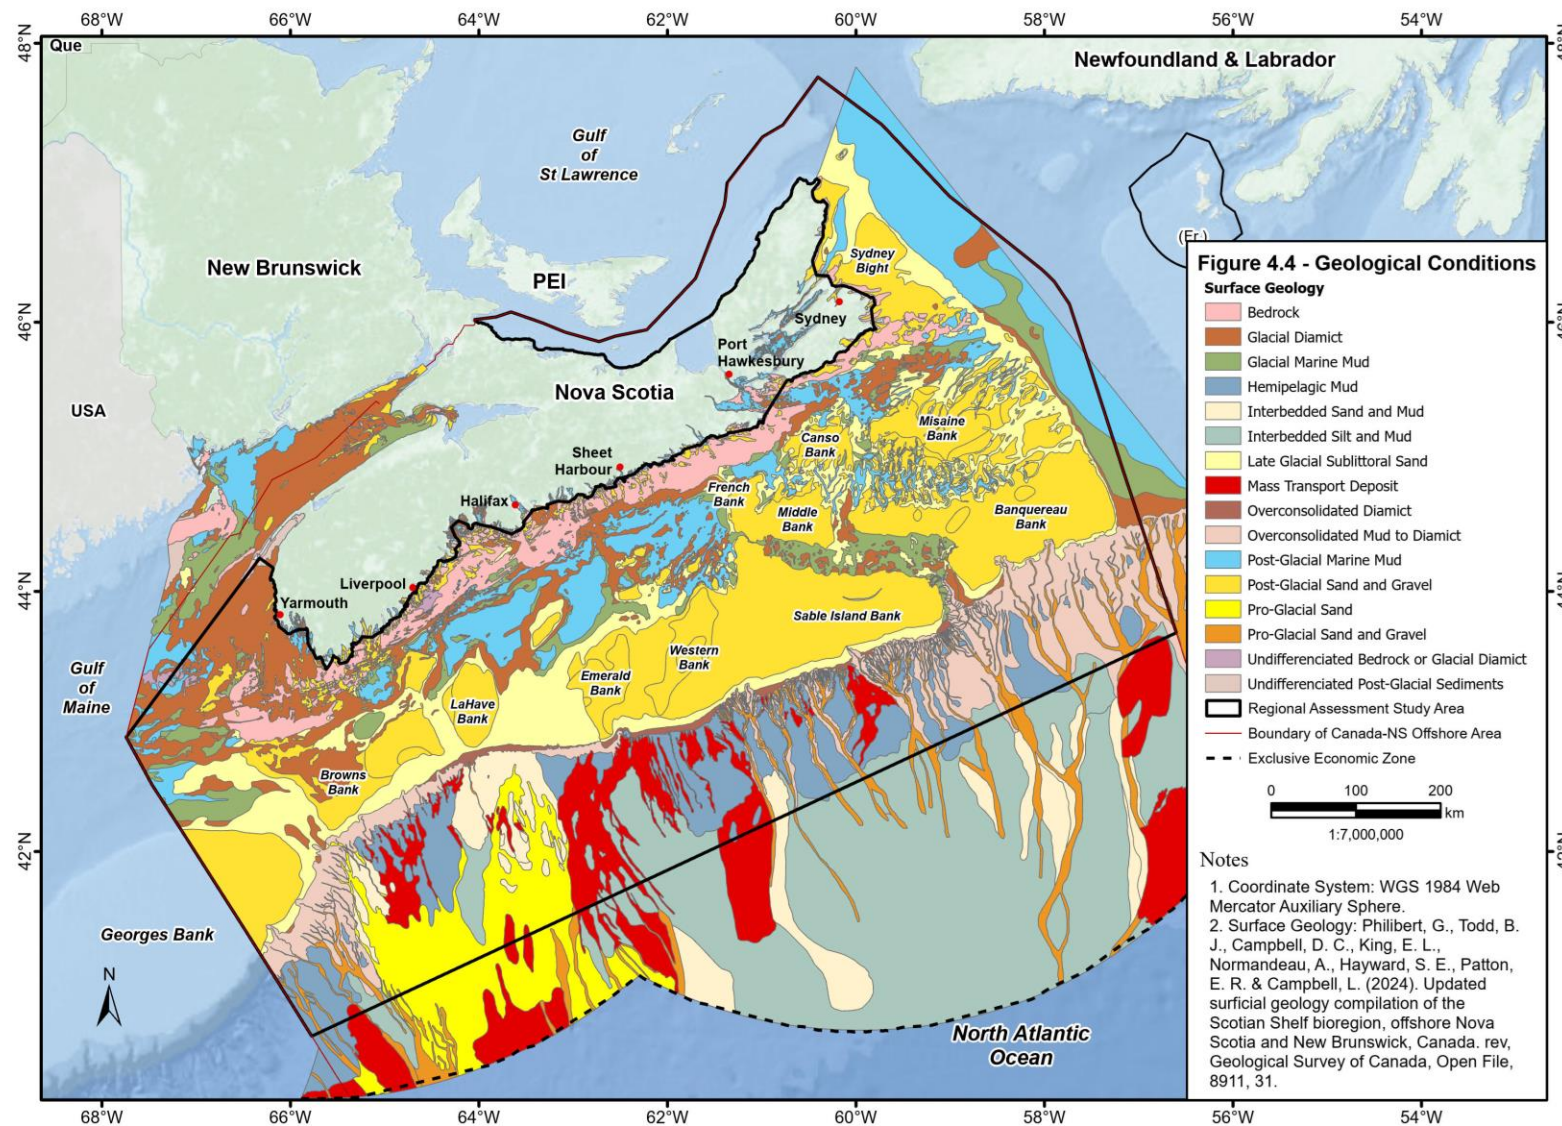 68°W 66°W 64°W 62°W 60°W 58°W 56°W 54°W
48°N
Que
Newfoundland & Labrador
Gulf
of
St Lawrence
New Brunswick
PEI
(Fr.)
Sydney
Bight
46°N
Sydney
Port
Hawkesbury
Nova Scotia
USA
Misaine
Bank
Canso
Bank
Sheet
Harbour
French
Bank
Halifax
Middle
Bank
Banquereau
Bank
44°N
Liverpool
Yarmouth
Sable Island Bank
Western
Bank
Gulf
of
Maine
Emerald
Bank
LaHave
Bank
Browns
Bank
42°N
Georges Bank
N
North Atlantic
Ocean
68°W 66°W 64°W 62°W 60°W 58°W 56°W 54°W
Figure 4.4 - Geological Conditions
Surface Geology
Bedrock
Glacial Diamict
Glacial Marine Mud
Hemipelagic Mud
Interbedded Sand and Mud
Interbedded Silt and Mud
Late Glacial Sublittoral Sand
Mass Transport Deposit
Overconsolidated Diamict
Overconsolidated Mud to Diamict
Post-Glacial Marine Mud
Post-Glacial Sand and Gravel
Pro-Glacial Sand
Pro-Glacial Sand and Gravel
Undifferentiated Bedrock or Glacial Diamict
Undifferentiated Post-Glacial Sediments
Regional Assessment Study Area
Boundary of Canada-NS Offshore Area
Exclusive Economic Zone
0 100 200
km
1:7,000,000
Notes
1. Coordinate System: WGS 1984 Web
Mercator Auxiliary Sphere.
2. Surface Geology: Philibert, G., Todd, B.
J., Campbell, D. C., King, E. L.,
Normandeau, A., Hayward, S. E., Patton,
E. R. & Campbell, L. (2024). Updated
surficial geology compilation of the
Scotian Shelf bioregion, offshore Nova
Scotia and New Brunswick, Canada. rev,
Geological Survey of Canada, Open File,
8911, 31.